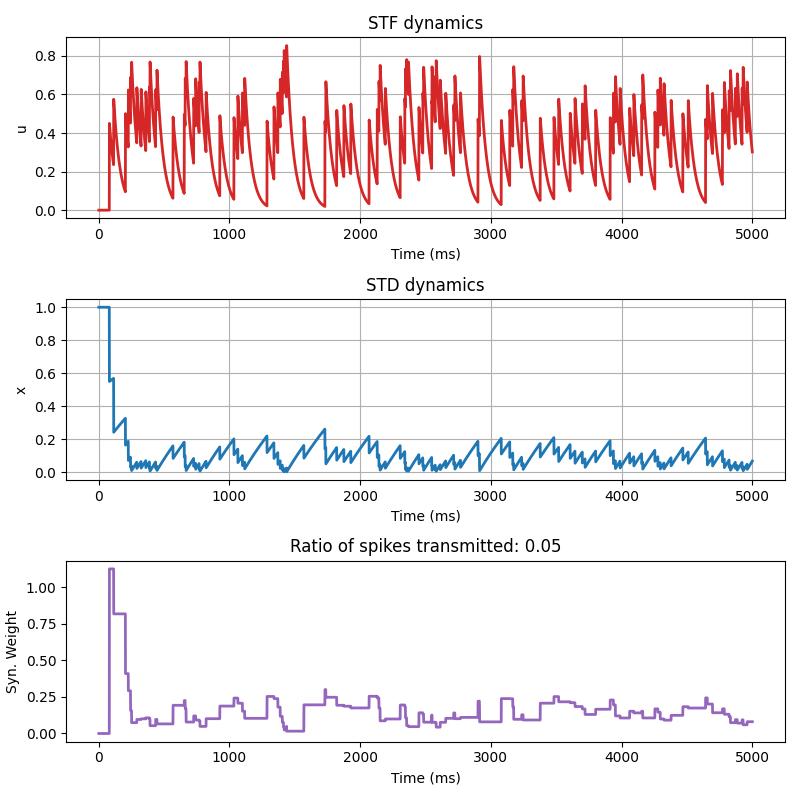 STF dynamics
0.8
0.6
0.4
0.2
0.0
u
0 1000 2000 3000 4000 5000
Time (ms)
STD dynamics
1.0
0.8
0.6
0.4
0.2
0.0
x
0 1000 2000 3000 4000 5000
Time (ms)
Ratio of spikes transmitted: 0.05
1.00
0.75
0.50
0.25
0.00
Syn. Weight
0 1000 2000 3000 4000 5000
Time (ms)